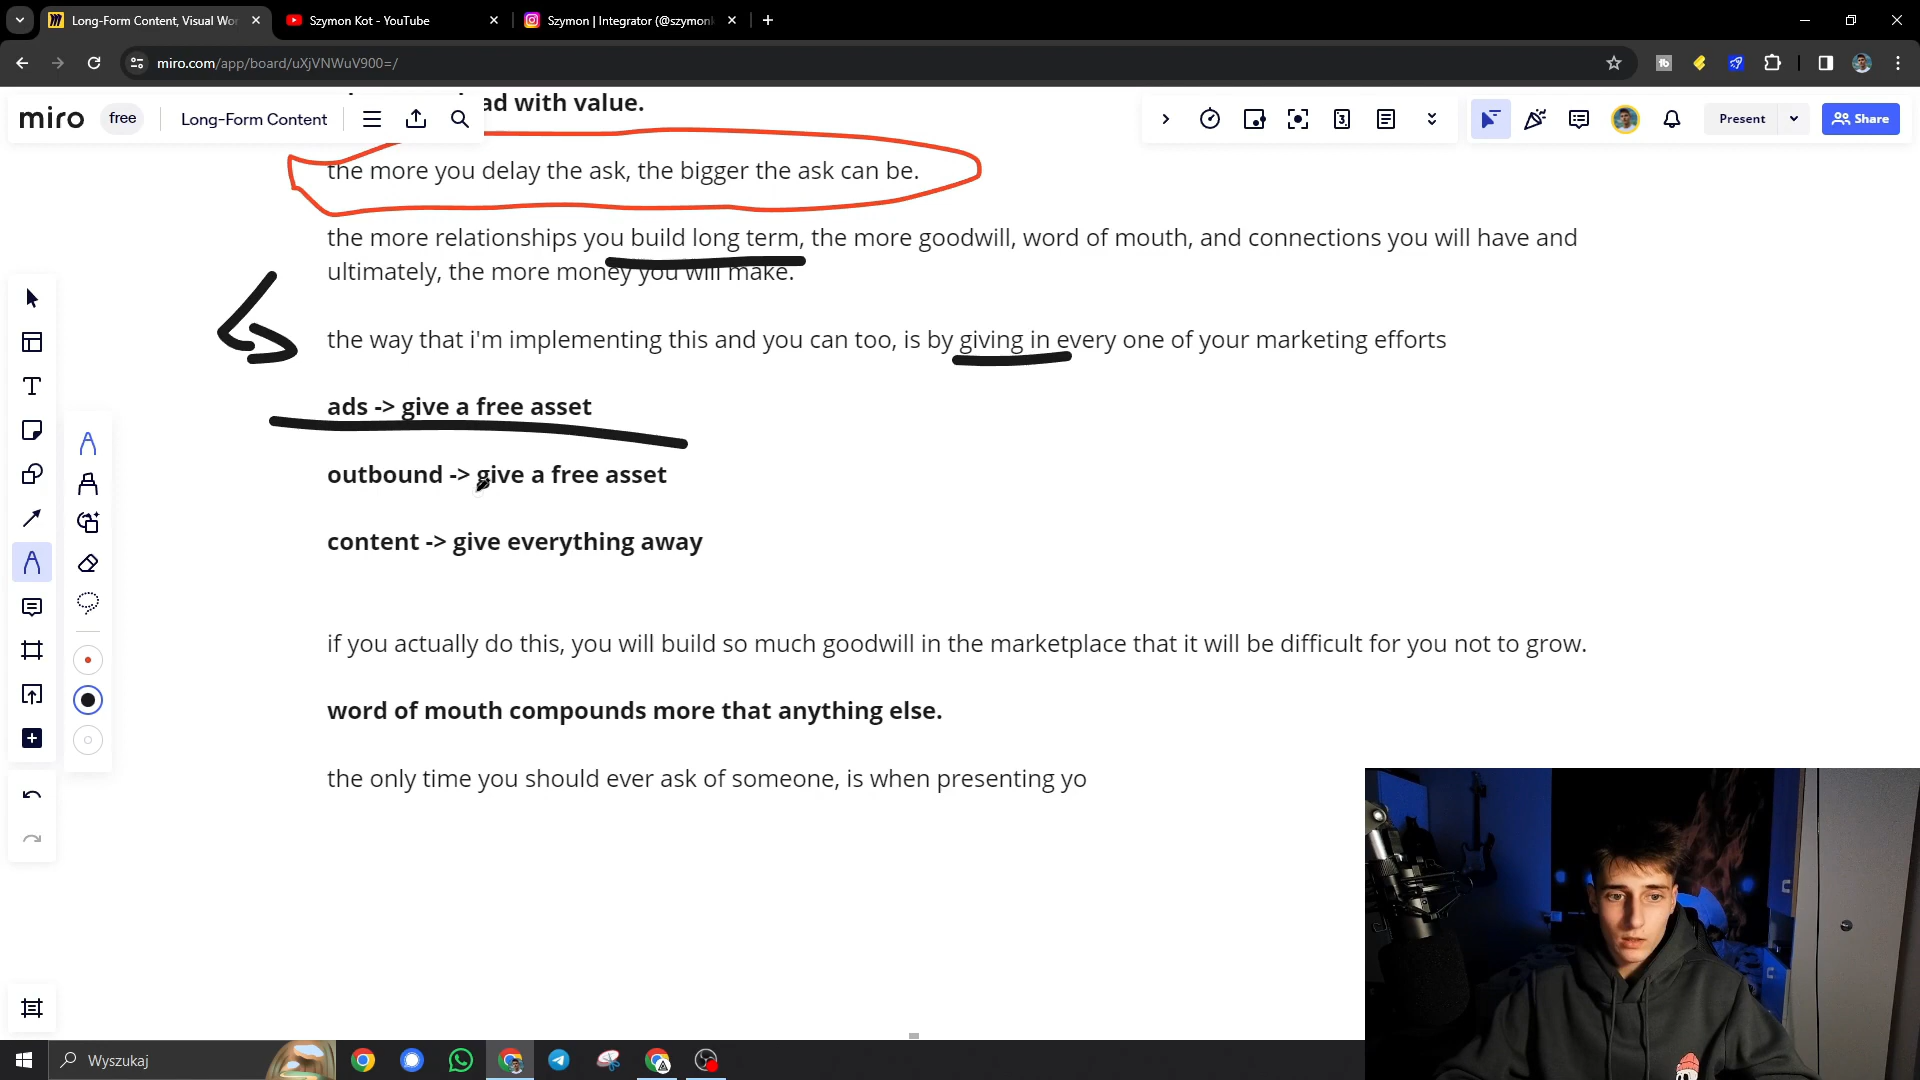 Long-Form Content, Visual Wor
Szymon Kot - YouTube
Szymon | Integrator (@szymonk
miro.com/app/board/uXjVNWuV900=/
miro
free
Long-Form Content
Present
Share
ad with value.
the more you delay the ask, the bigger the ask can be.
the more relationships you build long term, the more goodwill, word of mouth, and connections you will have and
ultimately, the more money you will make.
the way that i'm implementing this and you can too, is by giving in every one of your marketing efforts
ads -> give a free asset
outbound -> give a free asset
content -> give everything away
if you actually do this, you will build so much goodwill in the marketplace that it will be difficult for you not to grow.
word of mouth compounds more that anything else.
the only time you should ever ask of someone, is when presenting yo
Wyszukaj